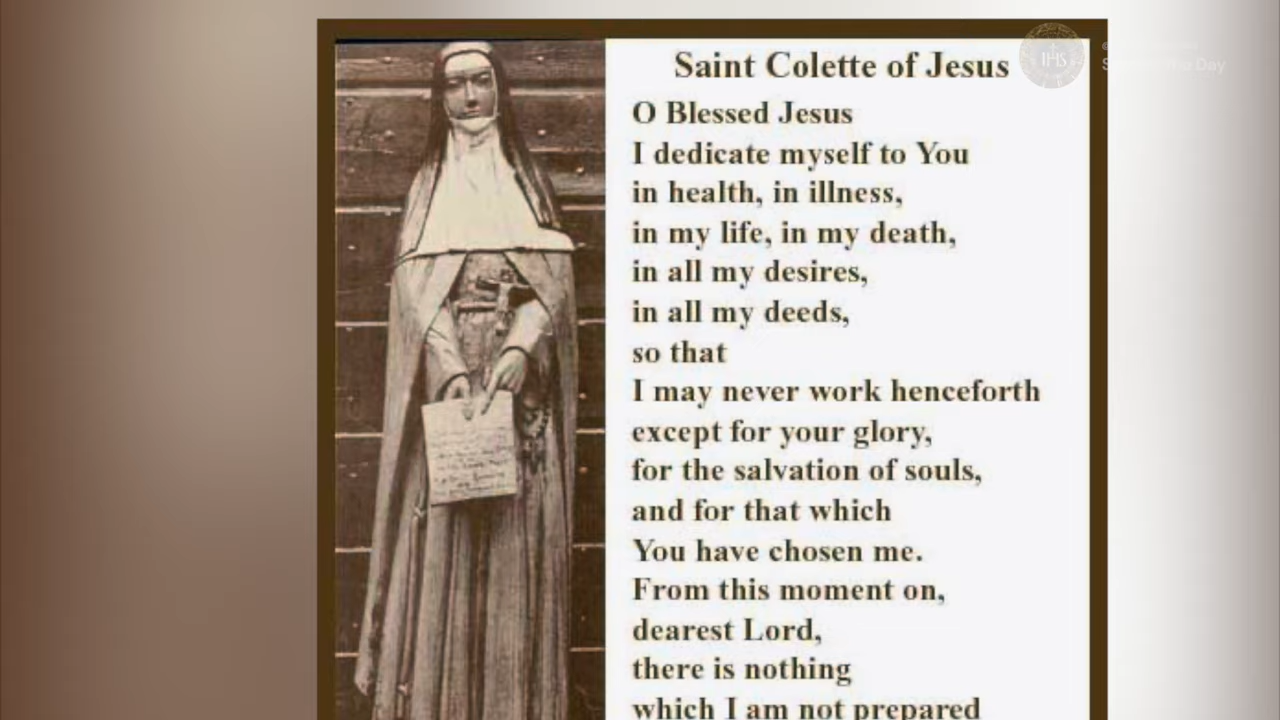 Saint Colette of Jesus
IHS
O Blessed Jesus
I dedicate myself to You
in health, in illness,
in my life, in my death,
in all my desires,
in all my deeds,
so that
I may never work henceforth
except for your glory,
for the salvation of souls,
and for that which
You have chosen me.
From this moment on,
dearest Lord,
there is nothing
which I am not prepared